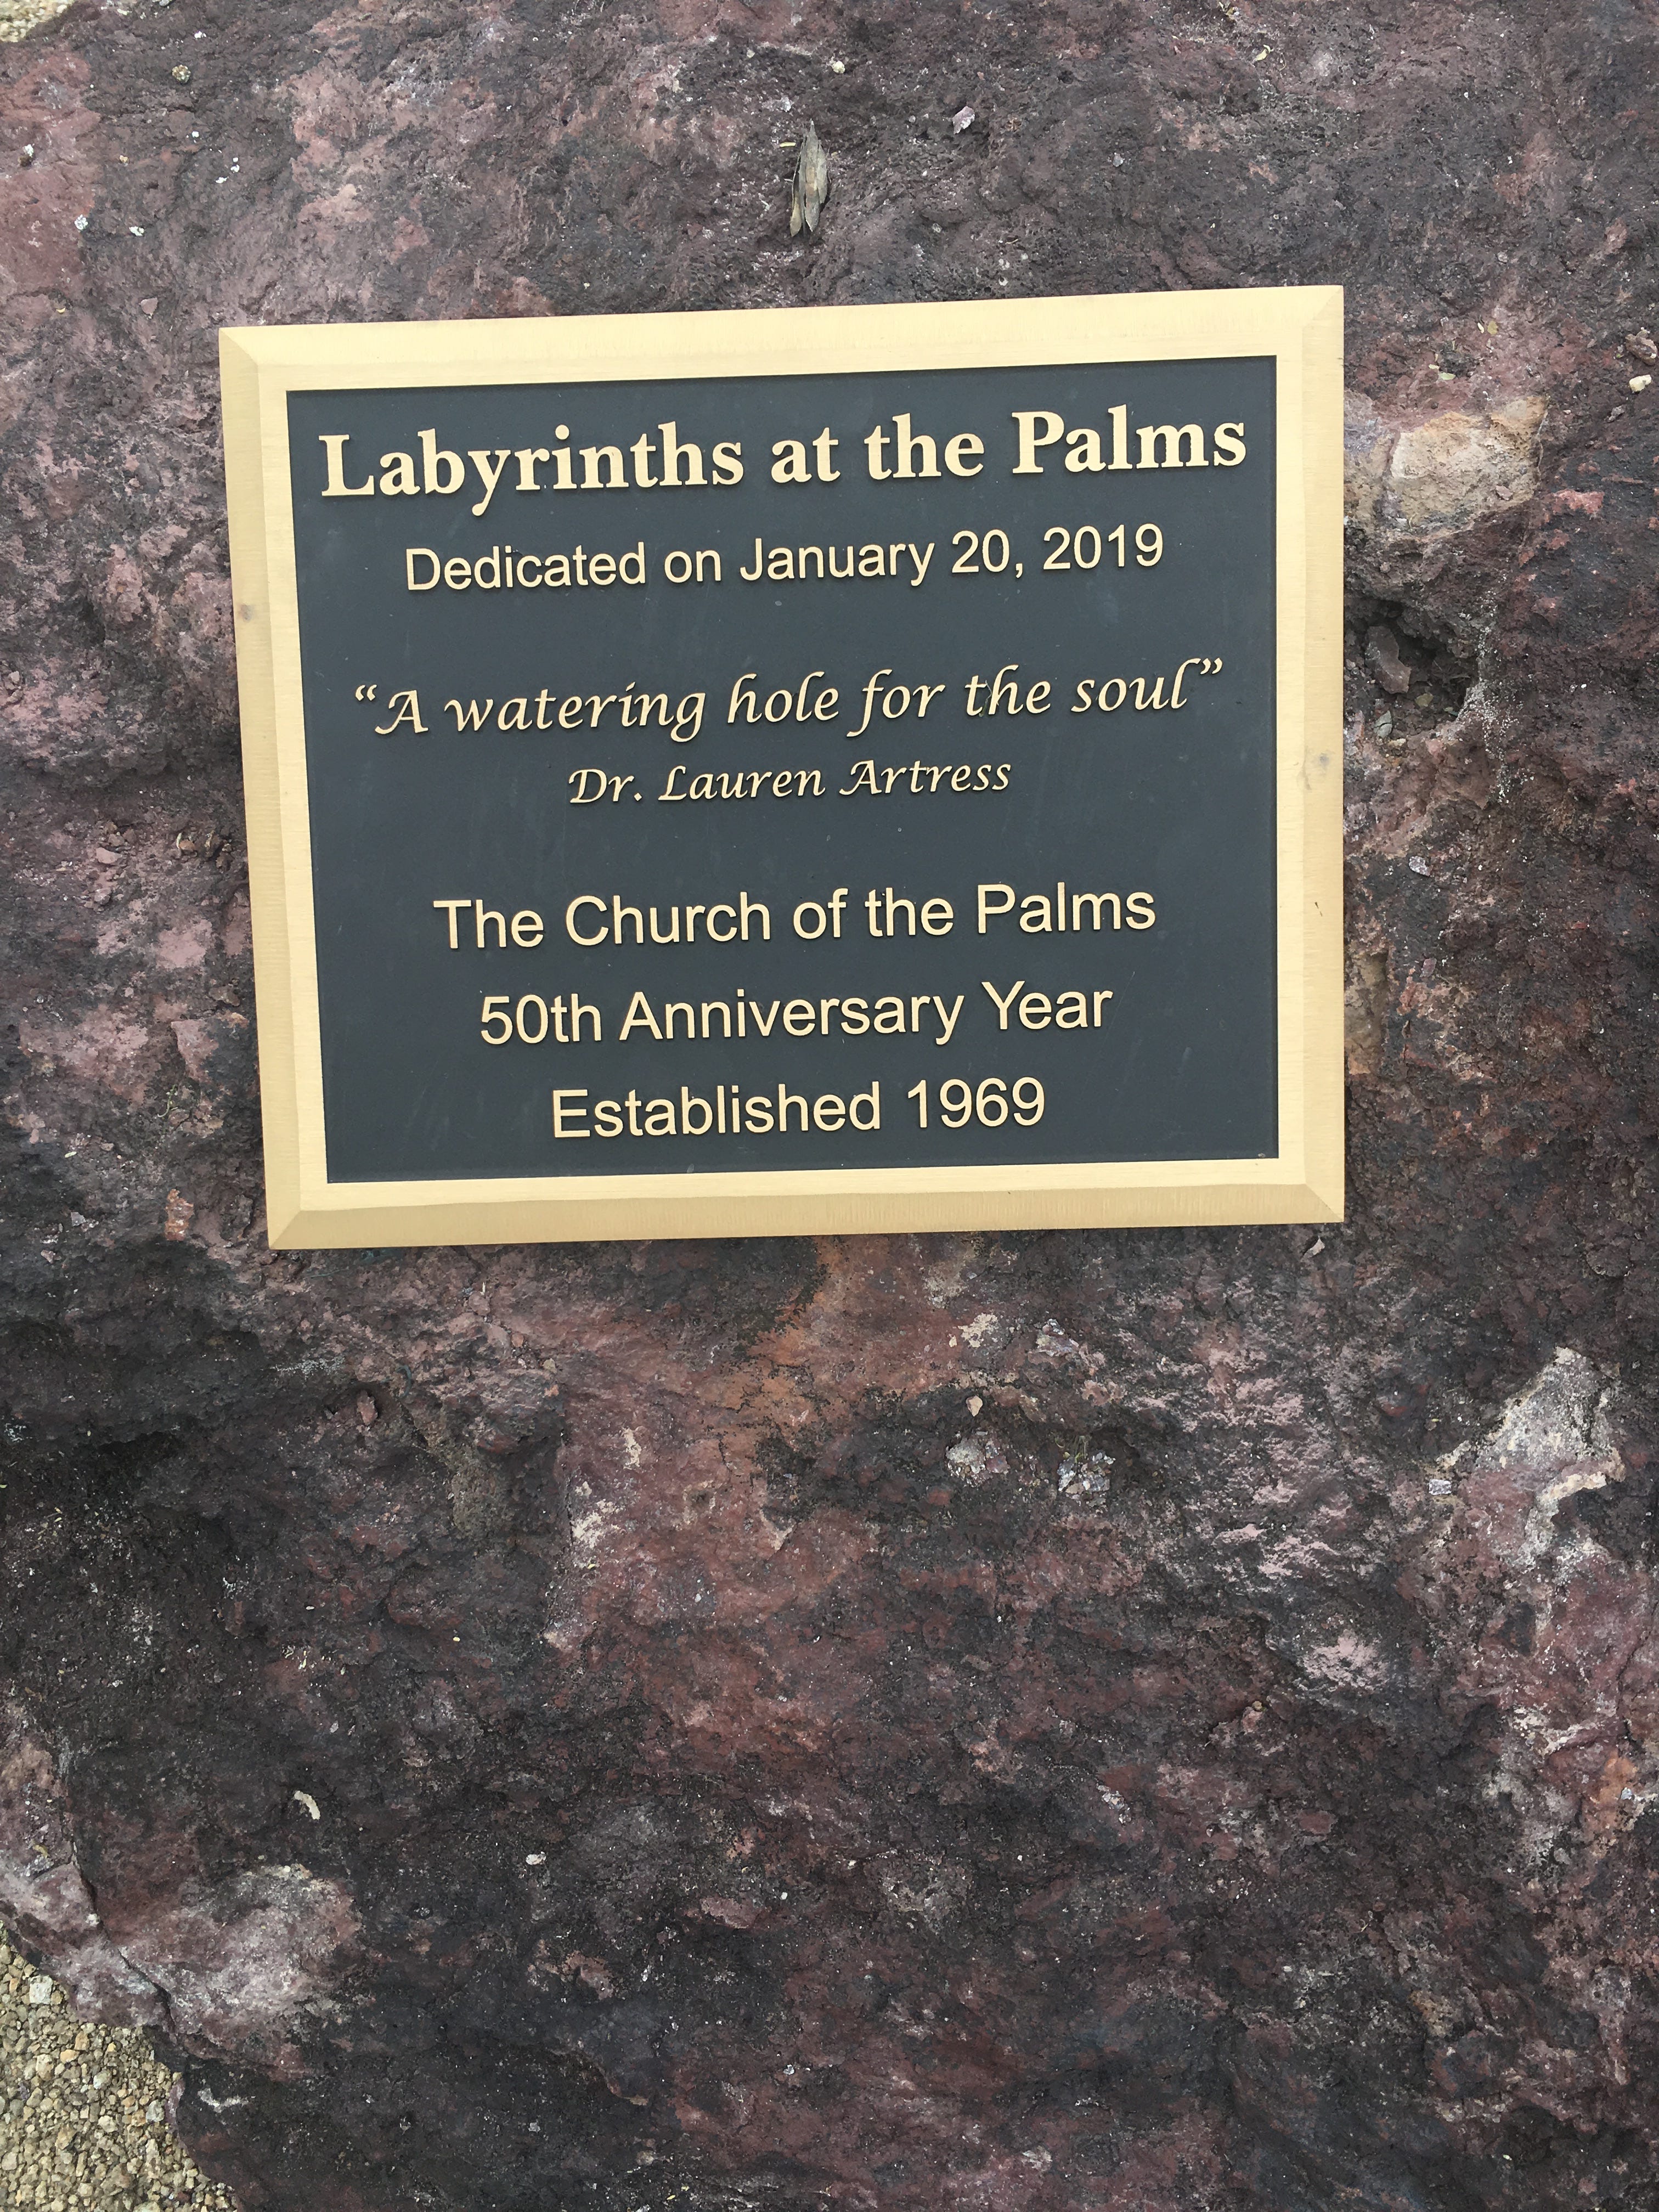 Labyrinths at the Palms
Dedicated on January 20, 2019
“A watering hole for the soul”
Dr. Lauren Artress
The Church of the Palms
50th Anniversary Year
Established 1969